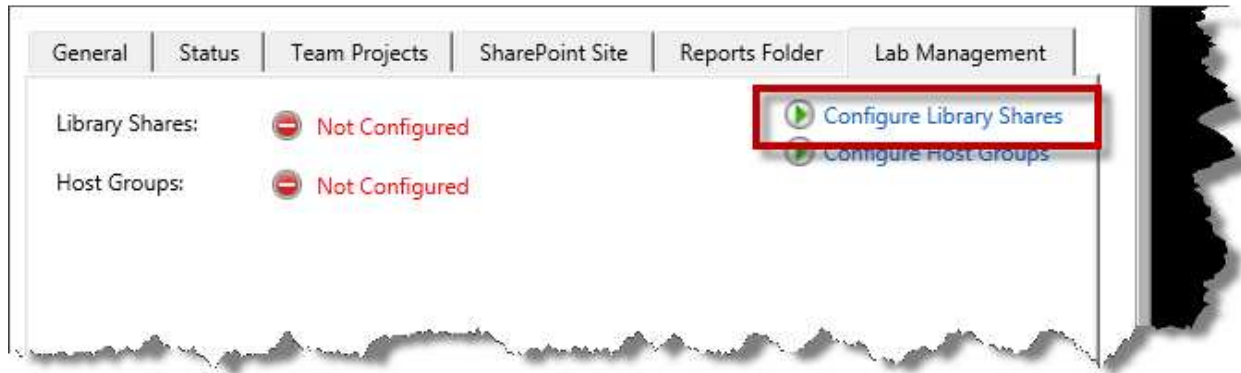 General Status Team Projects SharePoint Site Reports Folder Lab Management
Library Shares: Not Configured Configure Library Shares
Configure Host Groups
Host Groups: Not Configured